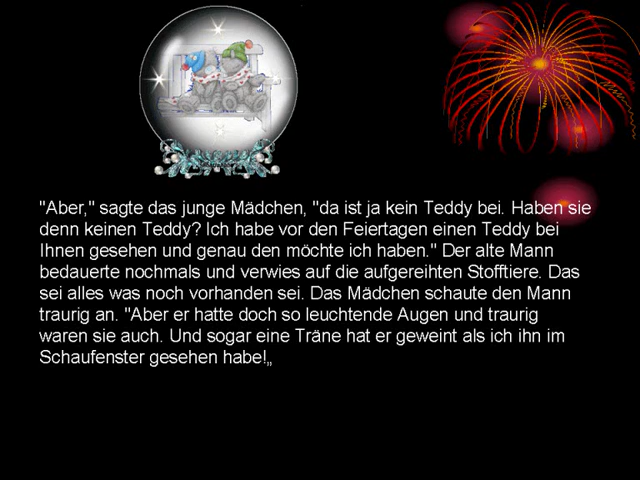 "Aber," sagte das junge Mädchen, "da ist ja kein Teddy bei. Haben sie
denn keinen Teddy? Ich habe vor den Feiertagen einen Teddy bei
Ihnen gesehen und genau den möchte ich haben." Der alte Mann
bedauerte nochmals und verwies auf die aufgereihten Stofftiere. Das
sei alles was noch vorhanden sei. Das Mädchen schaute den Mann
traurig an. "Aber er hatte doch so leuchtende Augen und traurig
waren sie auch. Und sogar eine Träne hat er geweint als ich ihn im
Schaufenster gesehen habe!„